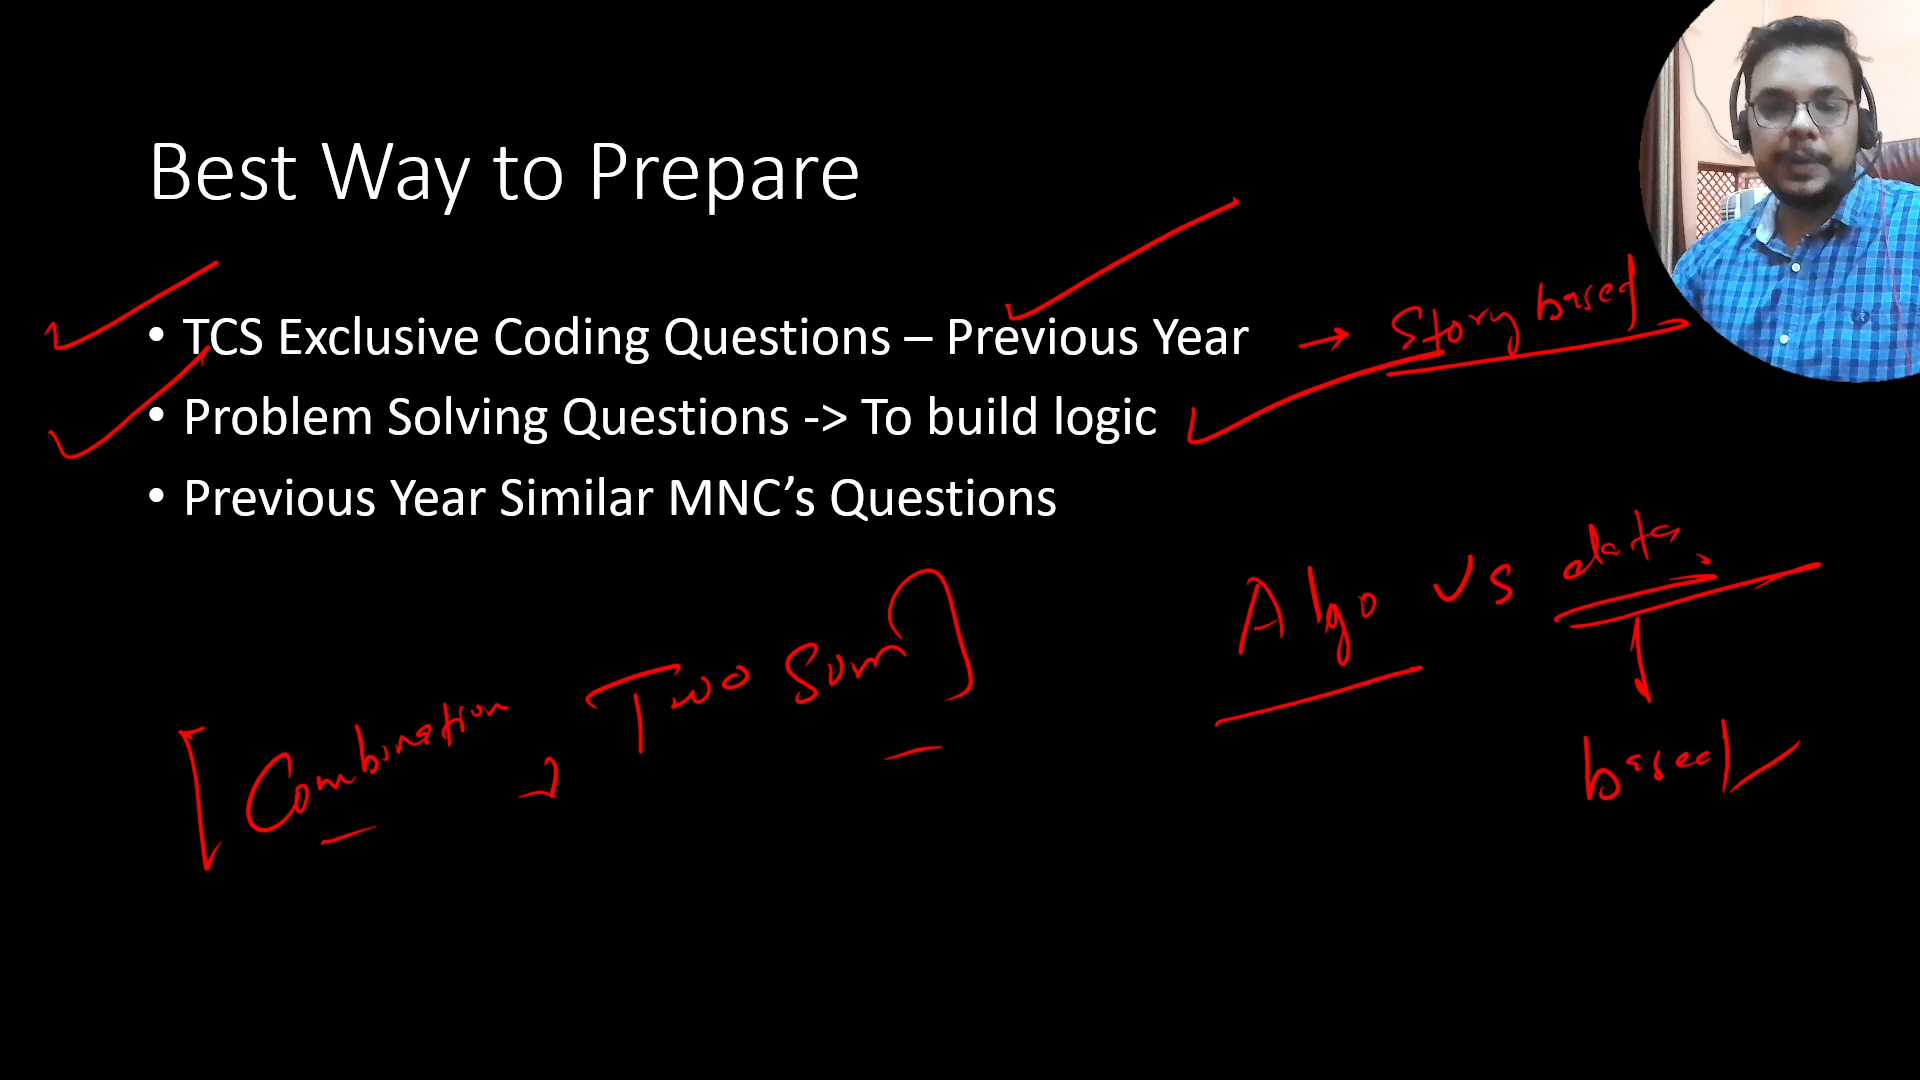 Best Way to Prepare
• TCS Exclusive Coding Questions – Previous Year → Story based
• Problem Solving Questions -> To build logic
• Previous Year Similar MNC’s Questions
Algo vs data
based
[Combination, Two Sum]